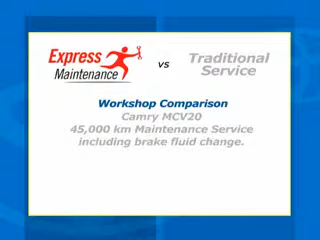 Express
Maintenance
vs
Traditional
Service
Workshop Comparison
Camry MCV20
45,000 km Maintenance Service
including brake fluid change.